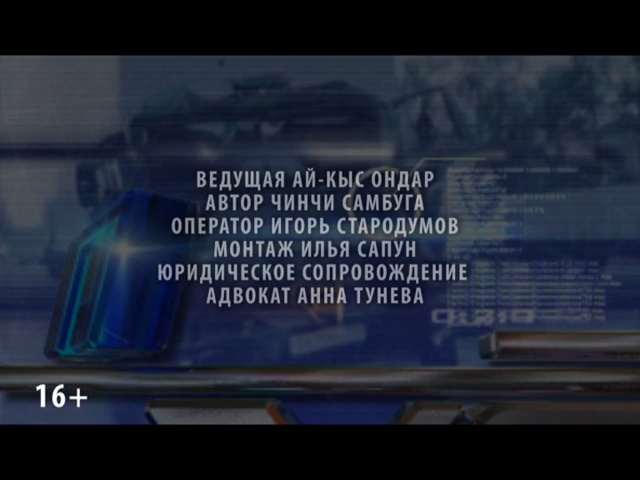 ВЕДУЩАЯ АЙ-КЫС ОНДАР
АВТОР ЧИНЧИ САМБУГА
ОПЕРАТОР ИГОРЬ СТАРОДУМОВ
МОНТАЖ ИЛЬЯ САПУН
ЮРИДИЧЕСКОЕ СОПРОВОЖДЕНИЕ
АДВОКАТ АННА ТУНЕВА
16+